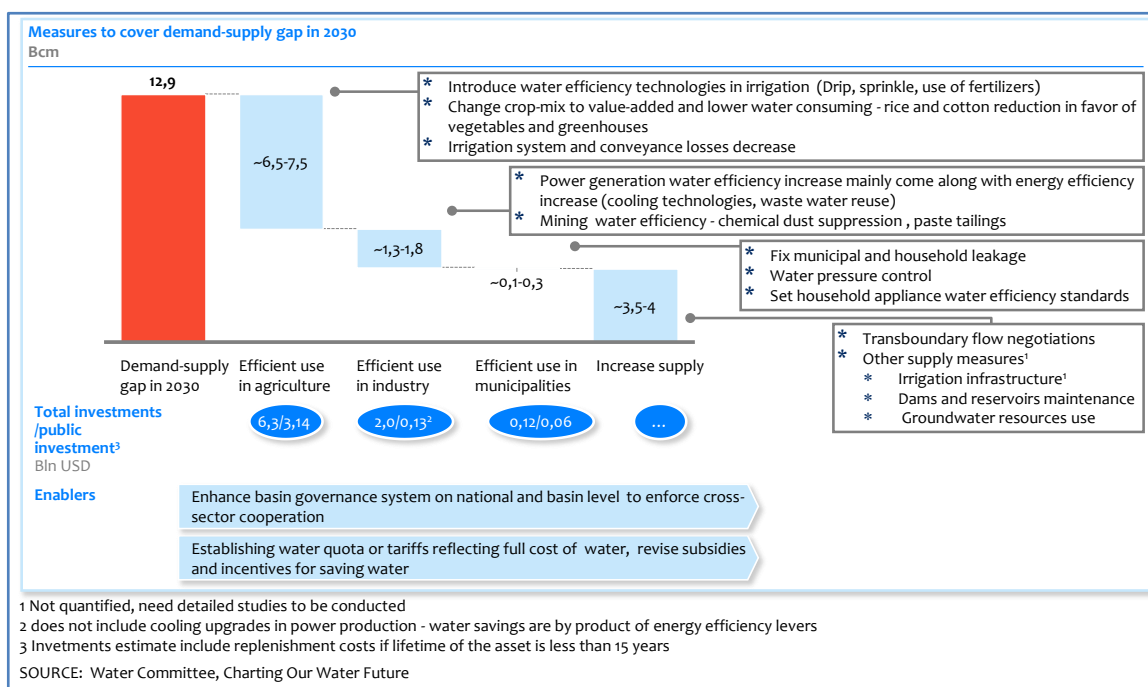 Measures to cover demand-supply gap in 2030
Bcm
12,9
* Introduce water efficiency technologies in irrigation (Drip, sprinkle, use of fertilizers)
* Change crop-mix to value-added and lower water consuming - rice and cotton reduction in favor of
vegetables and greenhouses
* Irrigation system and conveyance losses decrease
~6,5-7,5
* Power generation water efficiency increase mainly come along with energy efficiency
increase (cooling technologies, waste water reuse)
* Mining water efficiency - chemical dust suppression , paste tailings
~1,3-1,8
* Fix municipal and household leakage
* Water pressure control
* Set household appliance water efficiency standards
~0,1-0,3
~3,5-4
* Transboundary flow negotiations
* Other supply measures¹
* Irrigation infrastructure¹
* Dams and reservoirs maintenance
* Groundwater resources use
Demand-supply
gap in 2030
Efficient use
in agriculture
Efficient use
in industry
Efficient use in
municipalities
Increase supply
Total investments
/public
investment³
Bln USD
6,3/3,14
2,0/0,13²
0,12/0,06
...
Enablers
Enhance basin governance system on national and basin level to enforce cross-
sector cooperation
Establishing water quota or tariffs reflecting full cost of water, revise subsidies
and incentives for saving water
1 Not quantified, need detailed studies to be conducted
2 does not include cooling upgrades in power production - water savings are by product of energy efficiency levers
3 Invetments estimate include replenishment costs if lifetime of the asset is less than 15 years
SOURCE: Water Committee, Charting Our Water Future